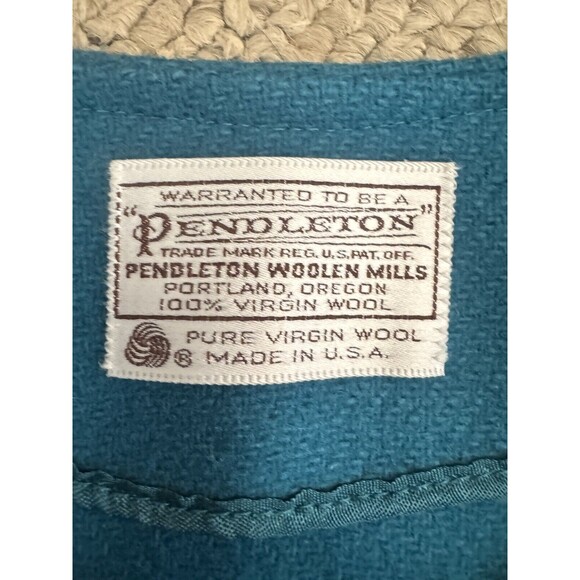 WARRANTED TO BE A
"PENDLETON"
TRADE MARK REG. U.S. PAT. OFF.
PENDLETON WOOLEN MILLS
PORTLAND, OREGON
100% VIRGIN WOOL
PURE VIRGIN WOOL
® MADE IN U.S.A.